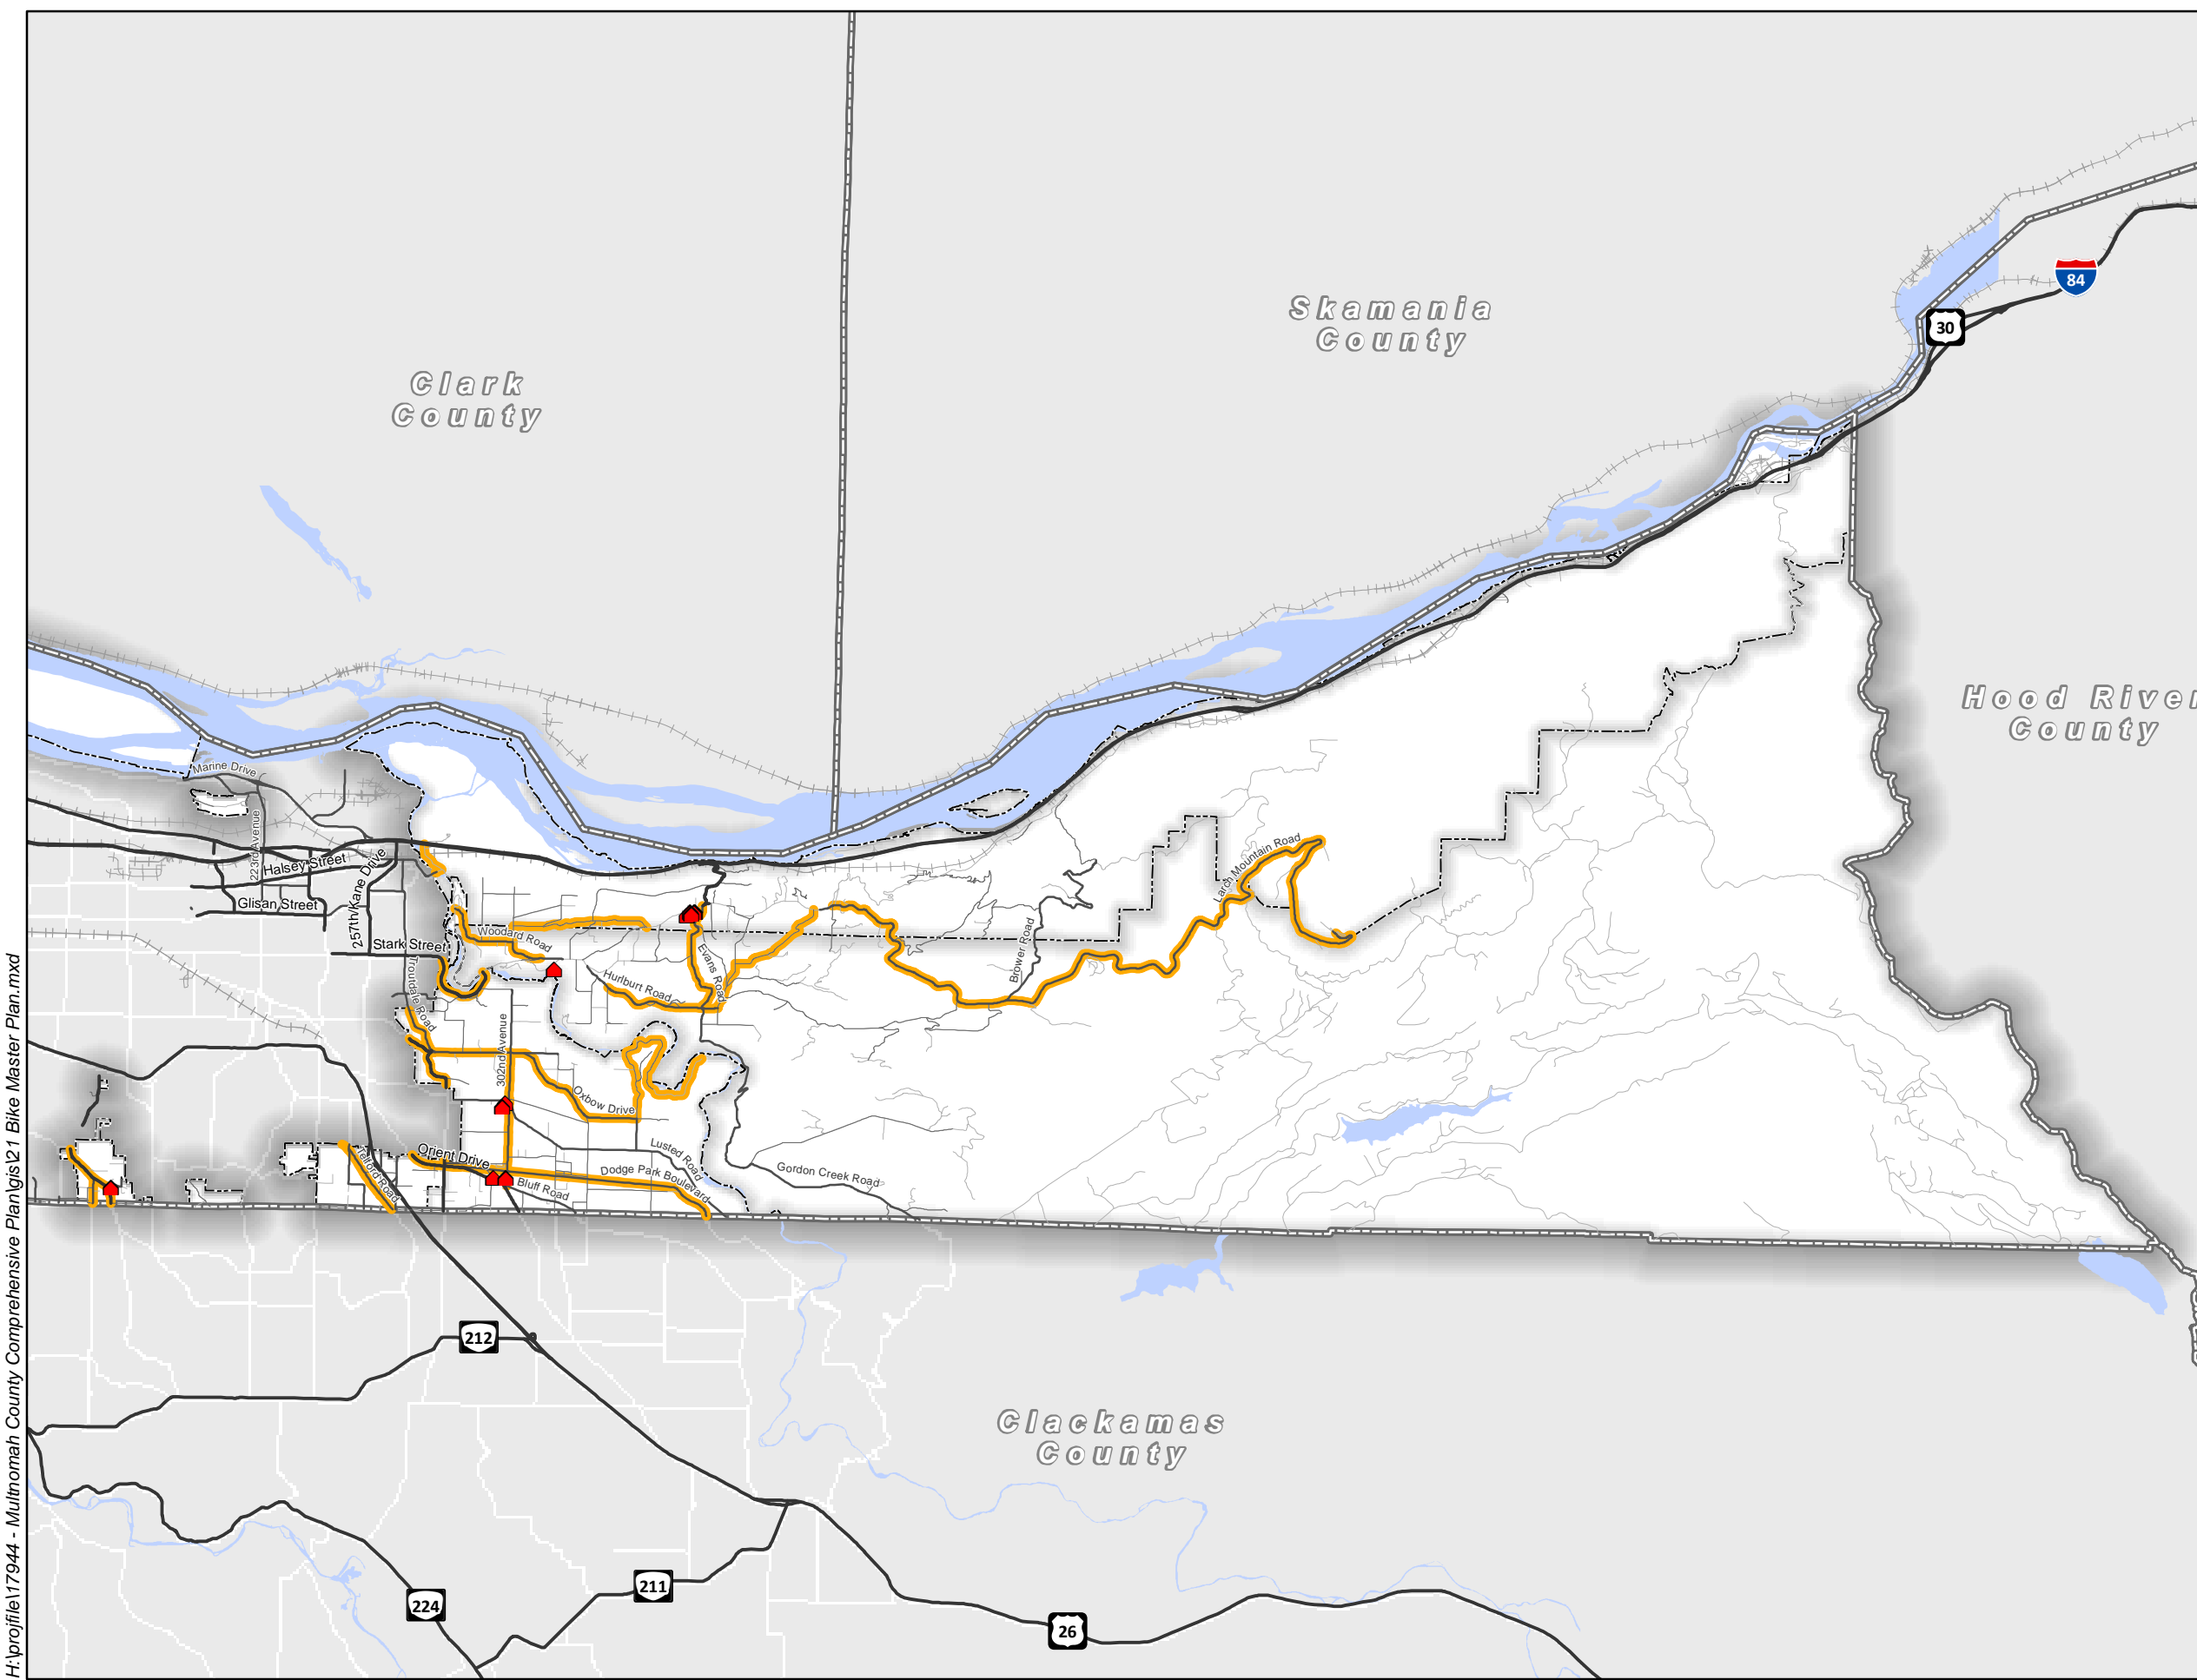 84
30
Skamania
County
Clark
County
Hood River
County
Marine Drive
223rd Avenue
Halsey Street
257th/Kane Drive
Glisan Street
Stark Street
Troutdale Road
Woodard Road
Hurlburt Road
Evans Road
Brower Road
Larch Mountain Road
302nd Avenue
Oxbow Drive
Orient Drive
Telford Road
Bluff Road
Lusted Road
Dodge Park Boulevard
Gordon Creek Road
212
Clackamas
County
211
224
26
H:\projfile\17944 - Multnomah County Comprehensive Plan\gis\21 Bike Master Plan.mxd